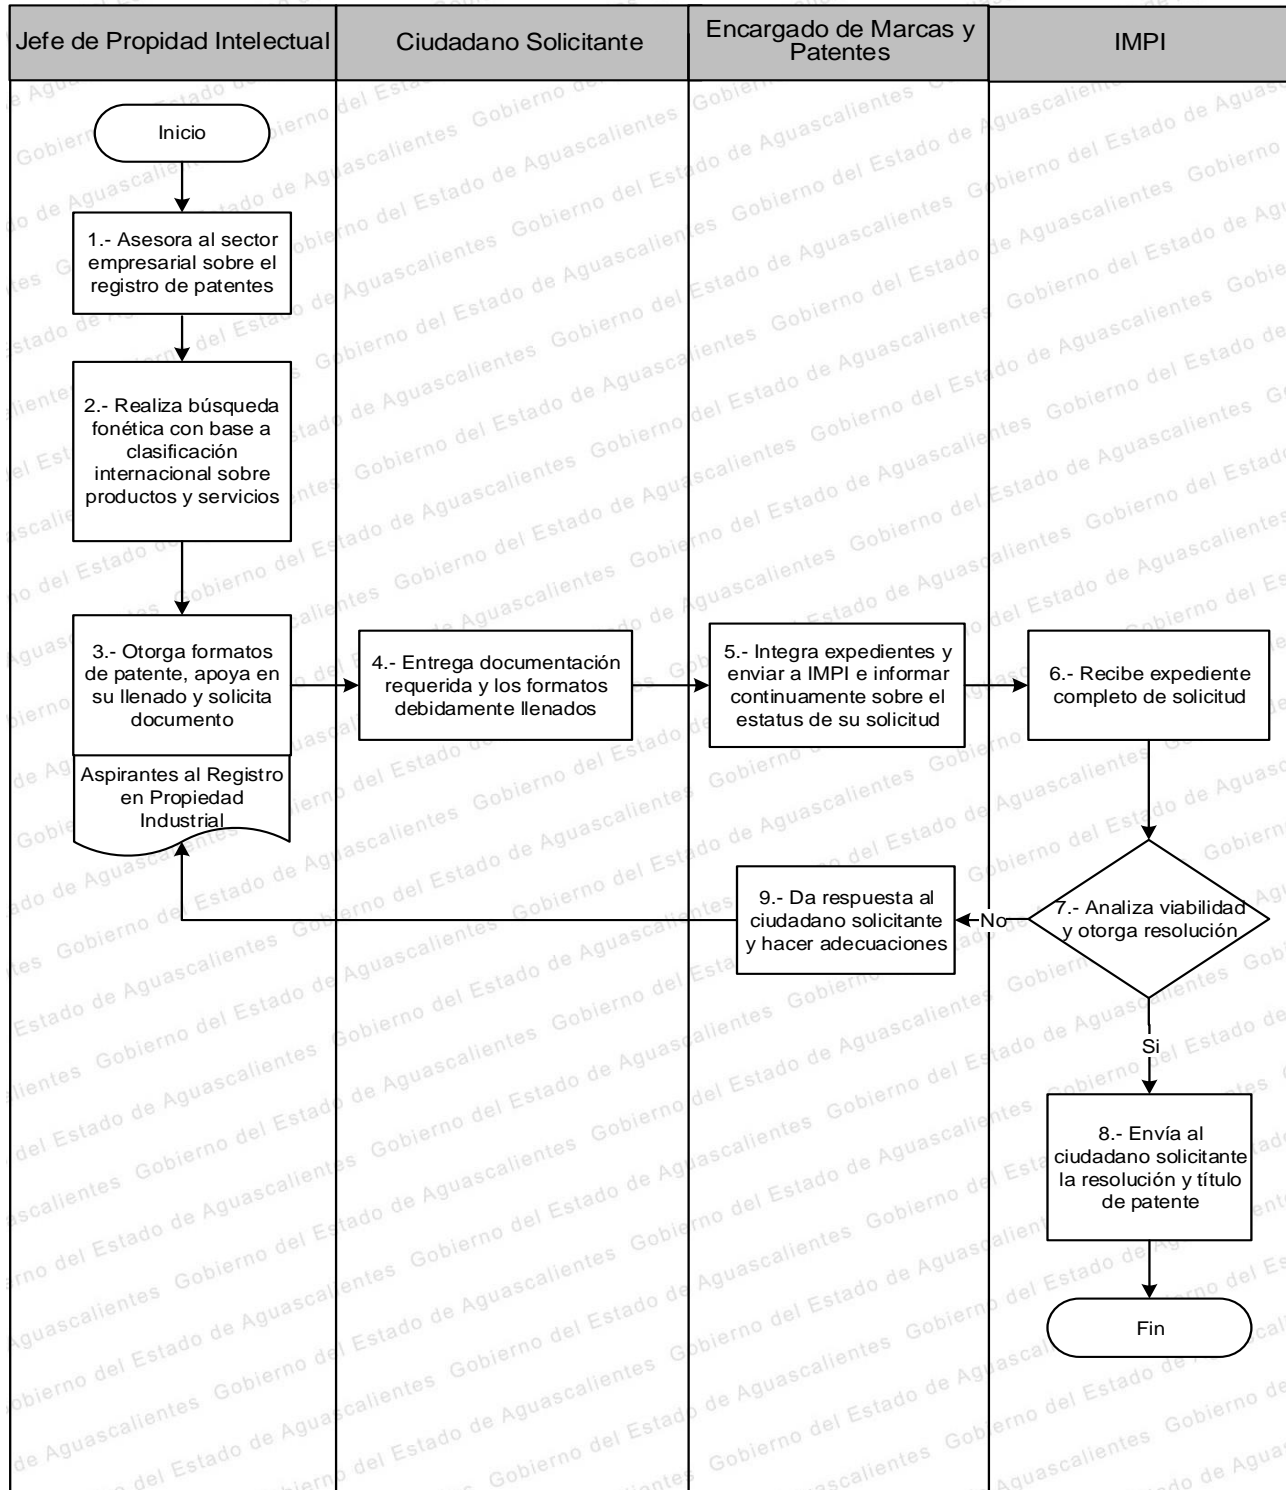 Jefe de Propidad Intelectual
Ciudadano Solicitante
Encargado de Marcas y
Patentes
IMPI
Inicio
1.- Asesora al sector
empresarial sobre el
registro de patentes
2.- Realiza búsqueda
fonética con base a
clasificación
internacional sobre
productos y servicios
3.- Otorga formatos
de patente, apoya en
su llenado y solicita
documento
Aspirantes al Registro
en Propiedad
Industrial
4.- Entrega documentación
requerida y los formatos
debidamente llenados
5.- Integra expedientes y
enviar a IMPI e informar
continuamente sobre el
estatus de su solicitud
6.- Recibe expediente
completo de solicitud
7.- Analiza viabilidad
y otorga resolución
No
9.- Da respuesta al
ciudadano solicitante
y hacer adecuaciones
Si
8.- Envía al
ciudadano solicitante
la resolución y título
de patente
Fin
Gobierno del Estado de Aguascalientes